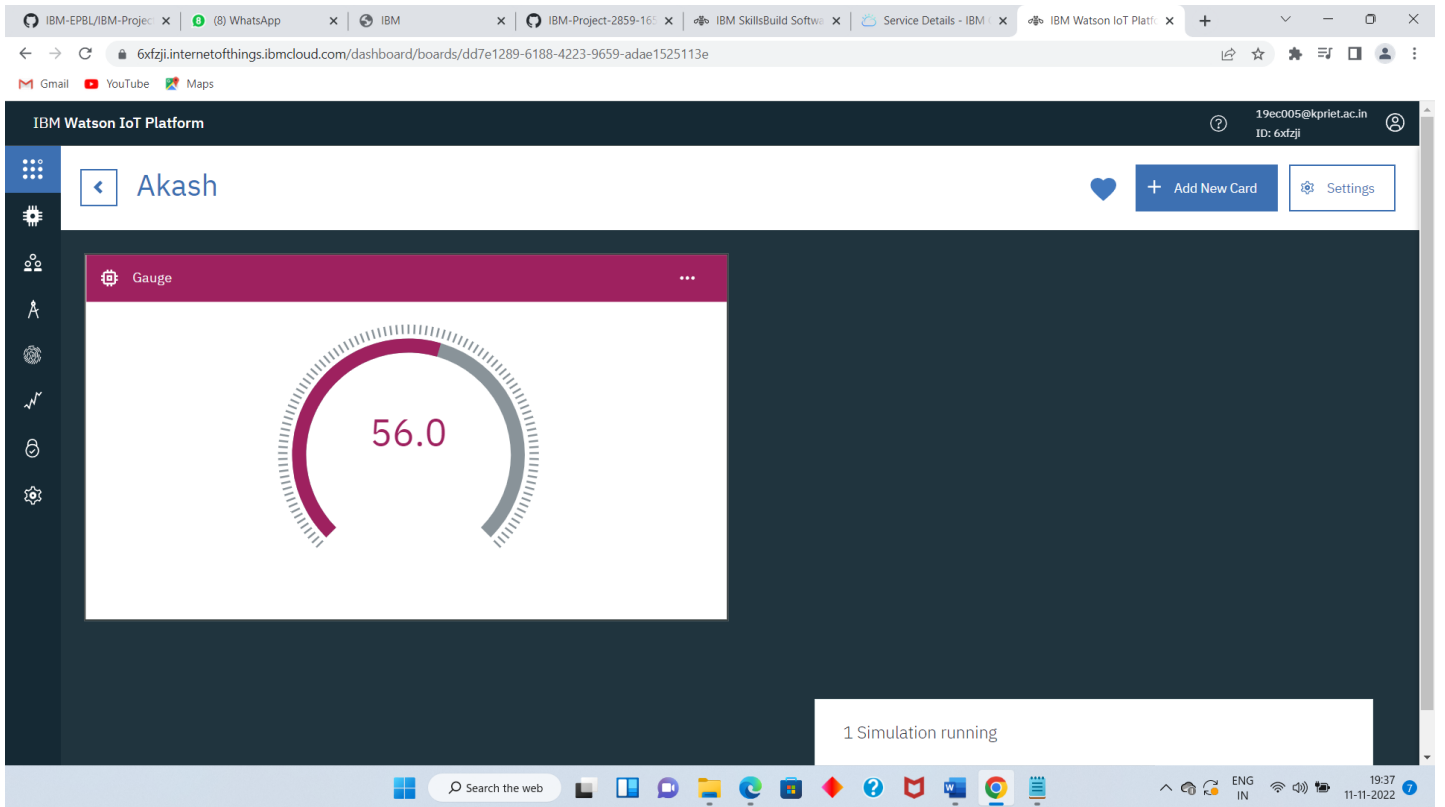 IBM-EPBL/IBM-Projec
(8) WhatsApp
IBM
IBM-Project-2859-165
IBM SkillsBuild Softwa
Service Details - IBM C
IBM Watson IoT Platfo
6xfzji.internetofthings.ibmcloud.com/dashboard/boards/dd7e1289-6188-4223-9659-adae1525113e
Gmail YouTube Maps
IBM Watson IoT Platform
19ec005@kpriet.ac.in
ID: 6xfzji
Akash
+ Add New Card
Settings
Gauge
56.0
1 Simulation running
Search the web
ENG
IN
19:37
11-11-2022
7